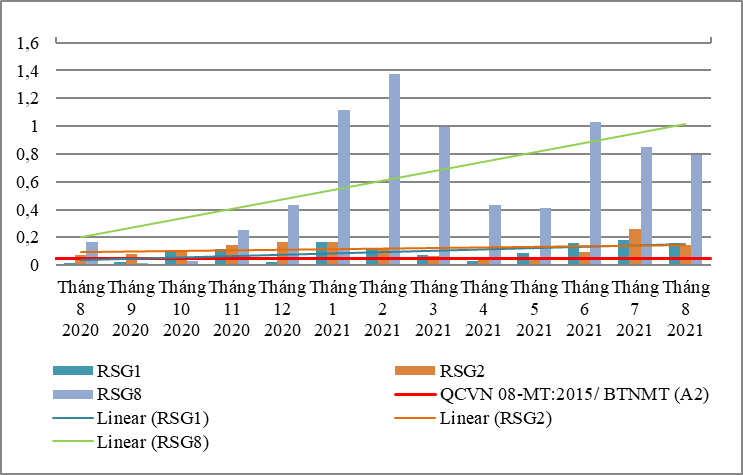 1,6
1,4
1,2
1
0,8
0,6
0,4
0,2
0
Tháng Tháng Tháng Tháng Tháng Tháng Tháng Tháng Tháng Tháng Tháng Tháng Tháng
8 9 10 11 12 1 2 3 4 5 6 7 8
2020 2020 2020 2020 2020 2021 2021 2021 2021 2021 2021 2021 2021
RSG1 RSG2
RSG8 QCVN 08-MT:2015/ BTNMT (A2)
Linear (RSG1) Linear (RSG2)
Linear (RSG8)